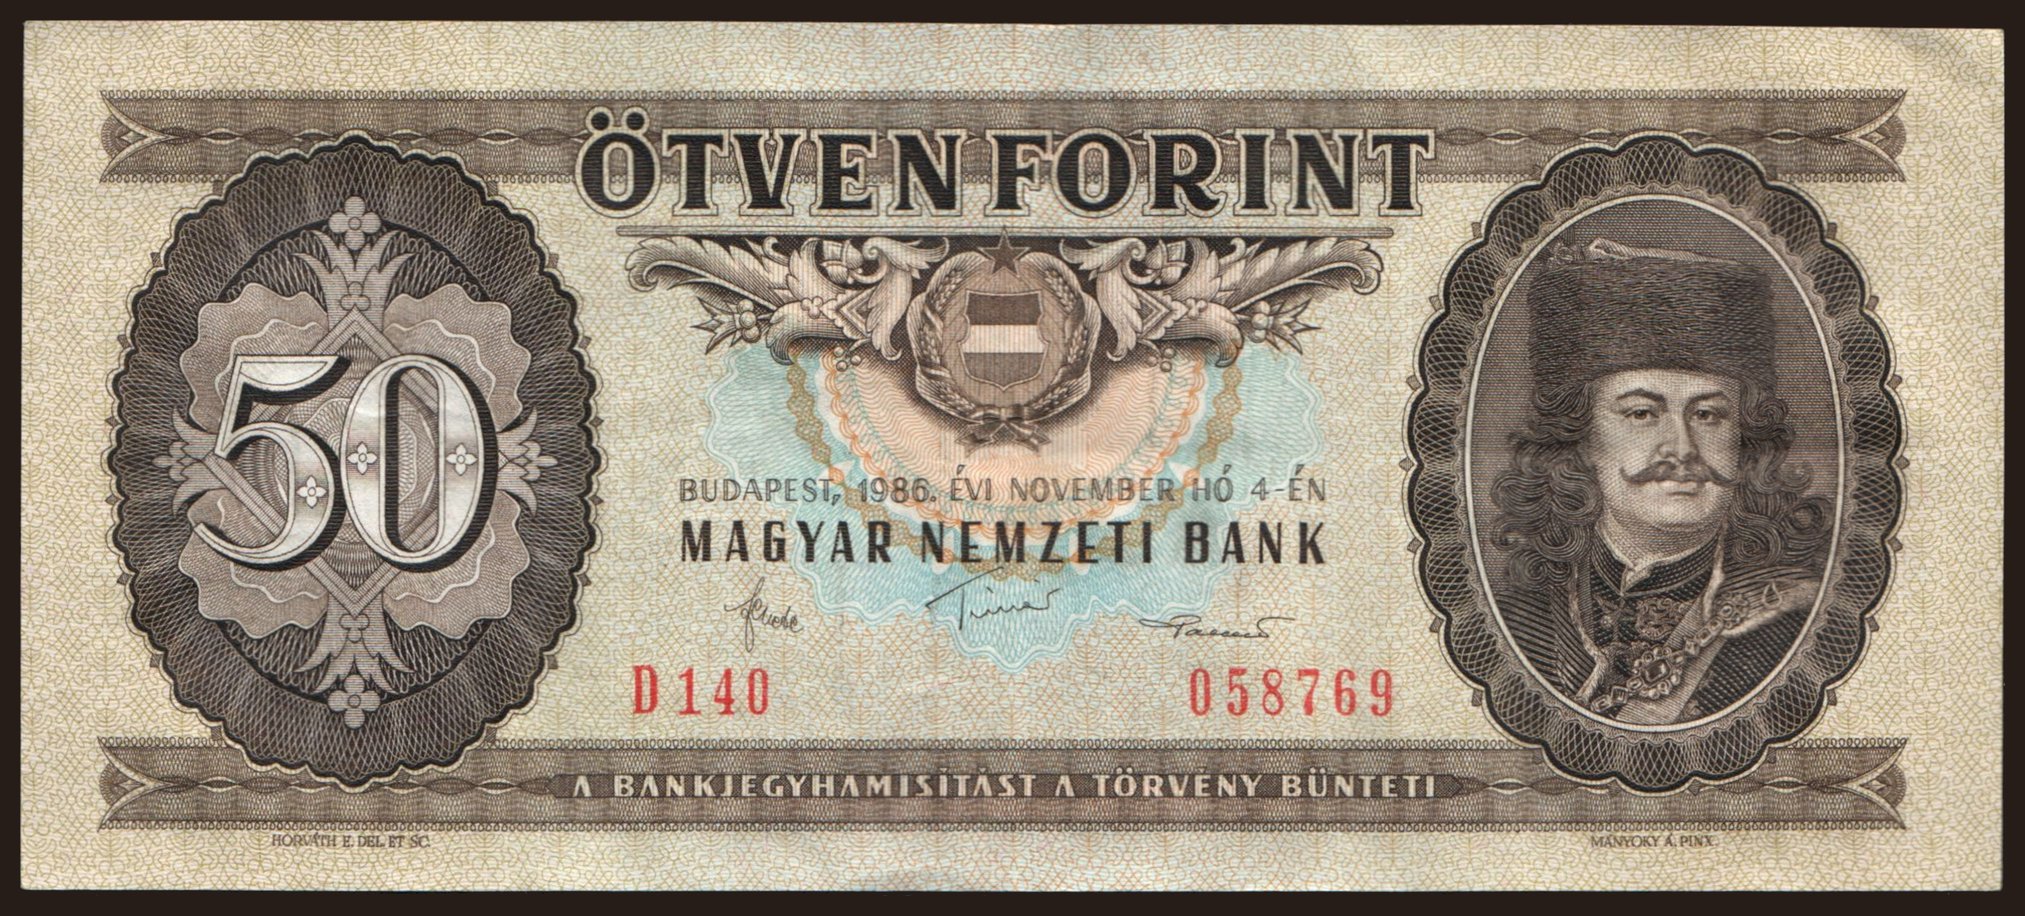 ÖTVEN FORINT
50
BUDAPEST, 1986. ÉVI NOVEMBER HÓ 4-ÉN
MAGYAR NEMZETI BANK
D 140 058769
A BANKJEGYHAMISÍTÁST A TÖRVÉNY BÜNTETI
HORVÁTH E. DEL. ET SC. MÁNYOKY Á. PINX.